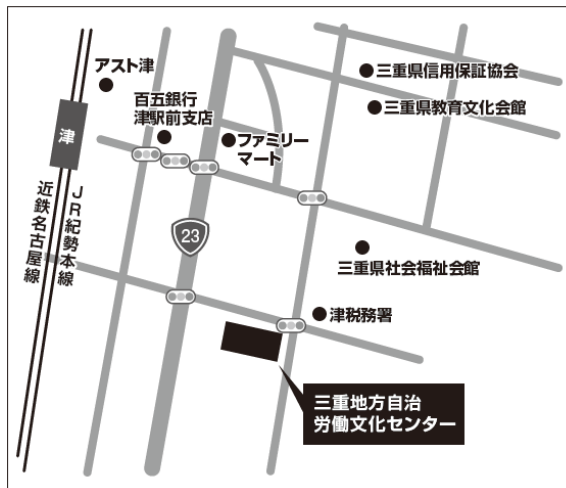 アスト津
三重県信用保証協会
百五銀行
津駅前支店
三重県教育文化会館
津
ファミリー
マート
JR紀勢本線
近鉄名古屋線
23
三重県社会福祉会館
津税務署
三重地方自治
労働文化センター